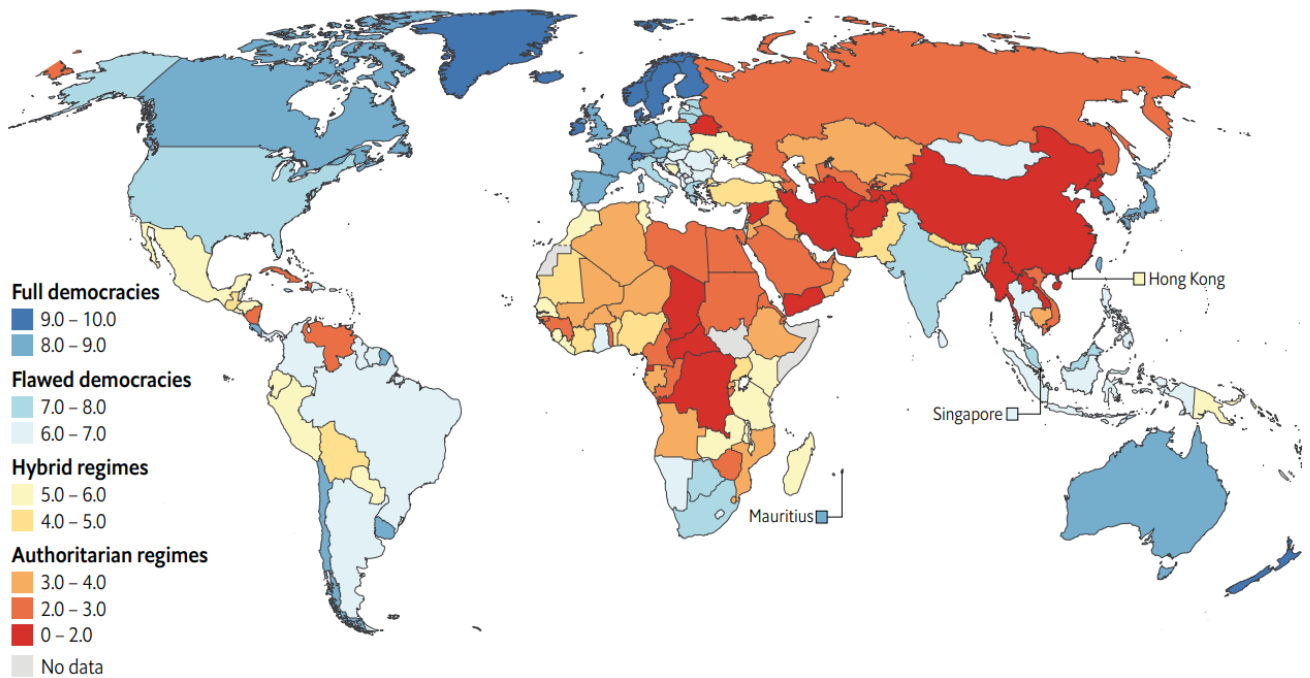 Full democracies
9.0 – 10.0
8.0 – 9.0
Flawed democracies
7.0 – 8.0
6.0 – 7.0
Hybrid regimes
5.0 – 6.0
4.0 – 5.0
Authoritarian regimes
3.0 – 4.0
2.0 – 3.0
0 – 2.0
No data
Hong Kong
Singapore
Mauritius